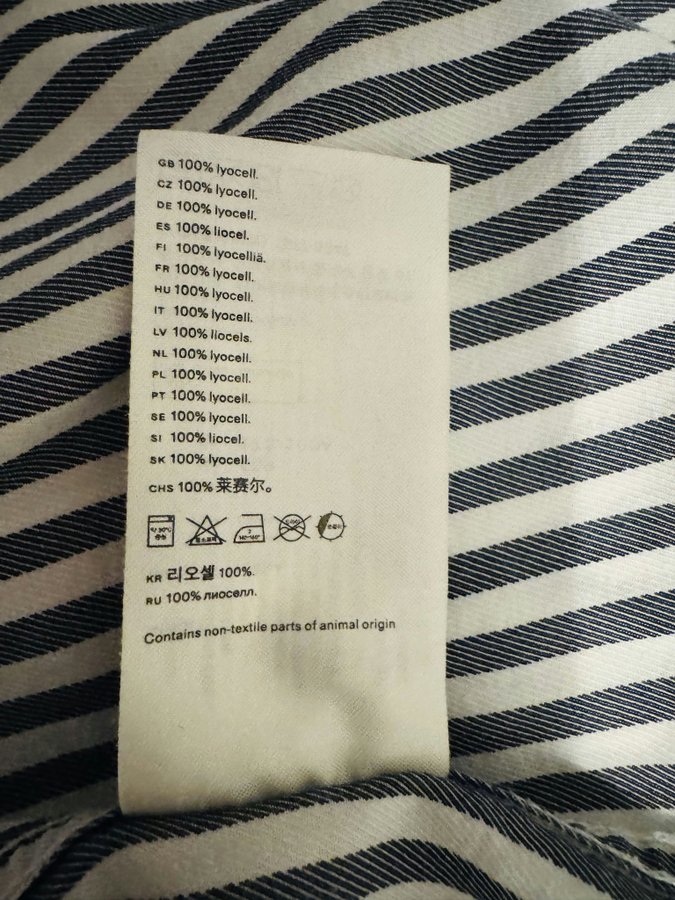 GB 100% lyocell.
CZ 100% lyocell.
DE 100% lyocell.
ES 100% liocel.
FI 100% lyocelliä.
FR 100% lyocell.
HU 100% lyocell.
IT 100% lyocell.
LV 100% liocels.
NL 100% lyocell.
PL 100% lyocell.
PT 100% lyocell.
SE 100% lyocell.
SI 100% liocel.
SK 100% lyocell.
CHS 100% 莱赛尔。
KR 리오셀 100%.
RU 100% лиоселл.
Contains non-textile parts of animal origin